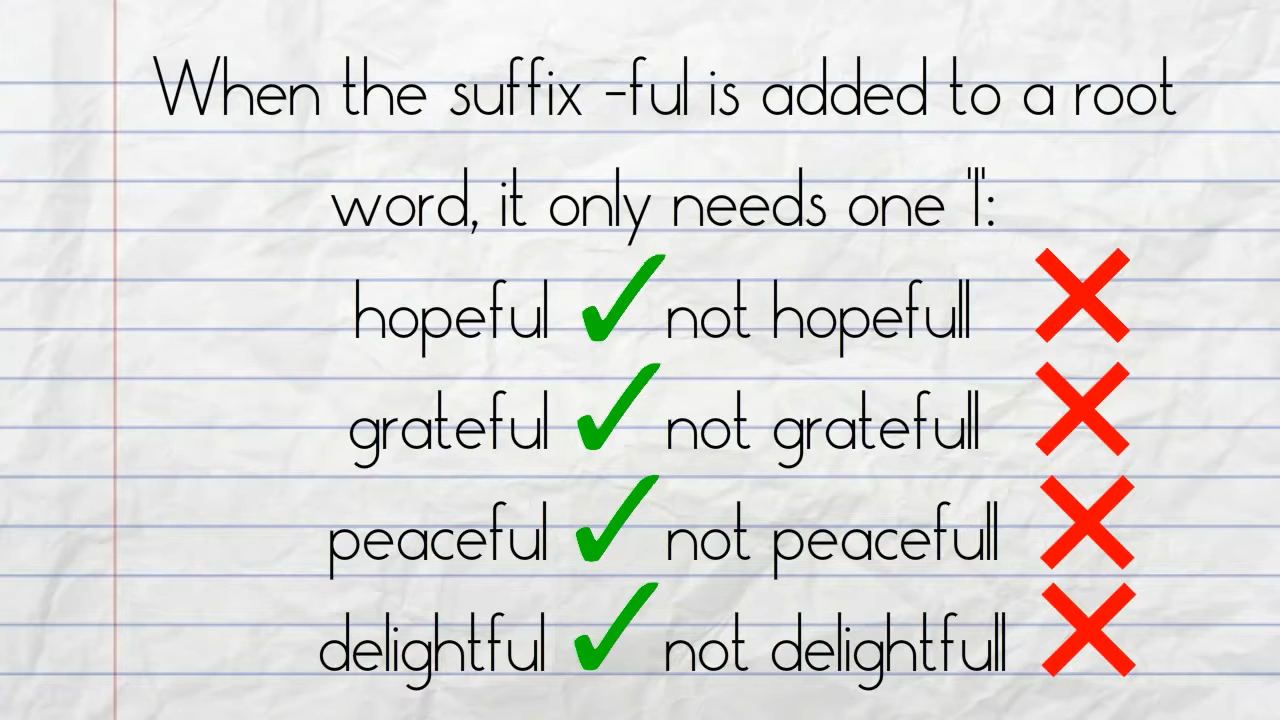 When the suffix -ful is added to a root
word, it only needs one "l":
hopeful ✓ not hopefull ✗
grateful ✓ not gratefull ✗
peaceful ✓ not peacefull ✗
delightful ✓ not delightfull ✗